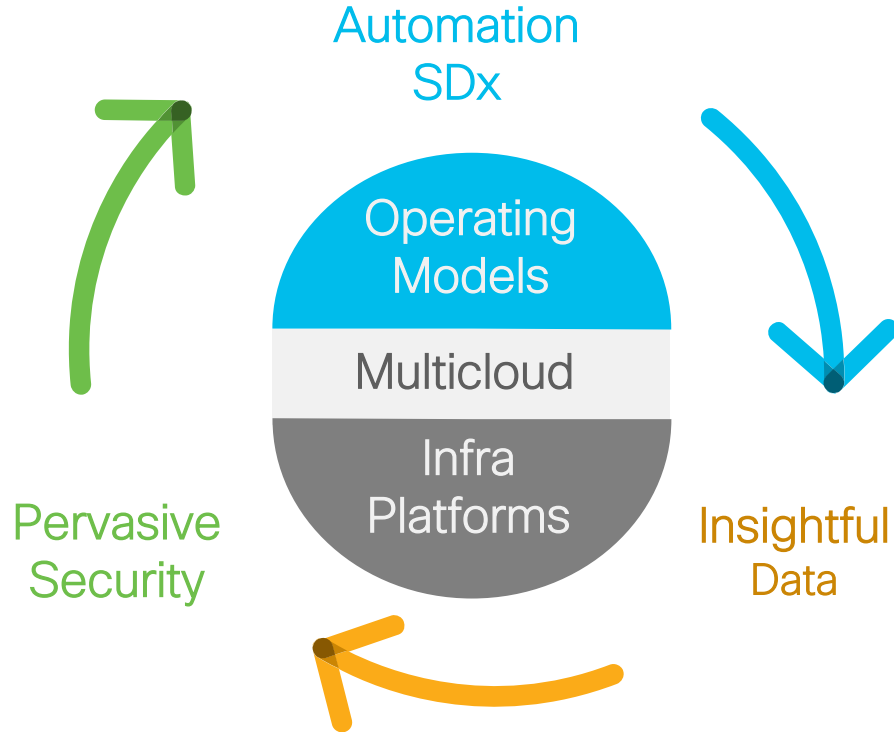 Automation
SDx
Operating
Models
Multicloud
Infra
Platforms
Pervasive
Security
Insightful
Data